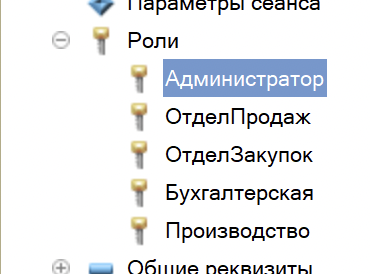 Параметры сеанса
Роли
Администратор
ОтделПродаж
ОтделЗакупок
Бухгалтерская
Производство
Общие реквизиты